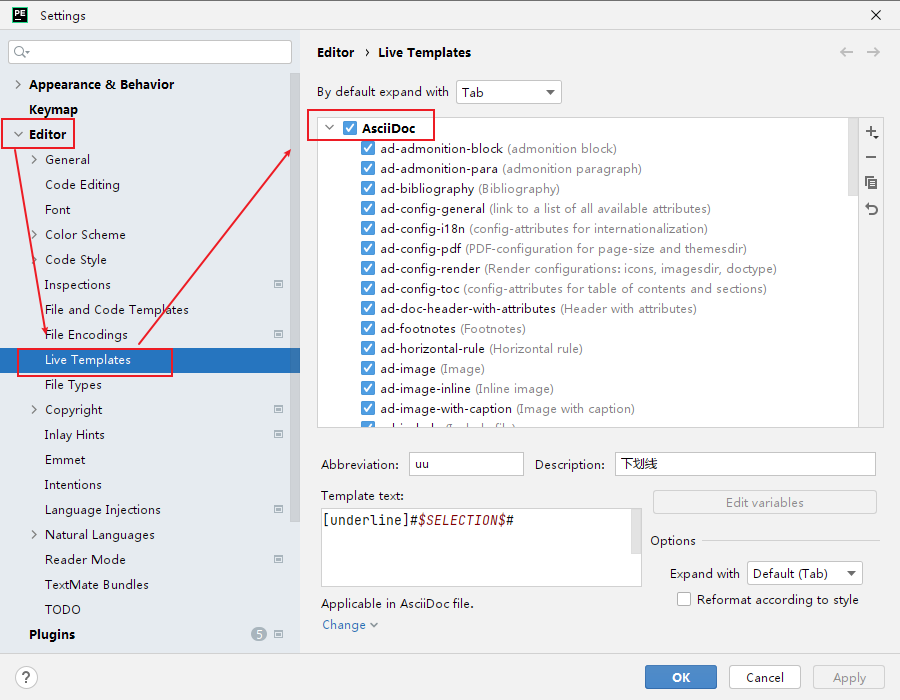 PE
Settings
Appearance & Behavior
Keymap
Editor
General
Code Editing
Font
Color Scheme
Code Style
Inspections
File and Code Templates
File Encodings
Live Templates
File Types
Copyright
Inlay Hints
Emmet
Intentions
Language Injections
Natural Languages
Reader Mode
TextMate Bundles
TODO
Plugins 5
Editor › Live Templates
By default expand with Tab
AsciiDoc
ad-admonition-block (admonition block)
ad-admonition-para (admonition paragraph)
ad-bibliography (Bibliography)
ad-config-general (link to a list of all available attributes)
ad-config-i18n (config-attributes for internationalization)
ad-config-pdf (PDF-configuration for page-size and themesdir)
ad-config-render (Render configurations: icons, imagesdir, doctype)
ad-config-toc (config-attributes for table of contents and sections)
ad-doc-header-with-attributes (Header with attributes)
ad-footnotes (Footnotes)
ad-horizontal-rule (Horizontal rule)
ad-image (Image)
ad-image-inline (Inline image)
ad-image-with-caption (Image with caption)
Abbreviation: uu Description: 下划线
Template text:
[underline]#$SELECTION$#
Edit variables
Options
Expand with Default (Tab)
Reformat according to style
Applicable in AsciiDoc file.
Change
? OK Cancel Apply